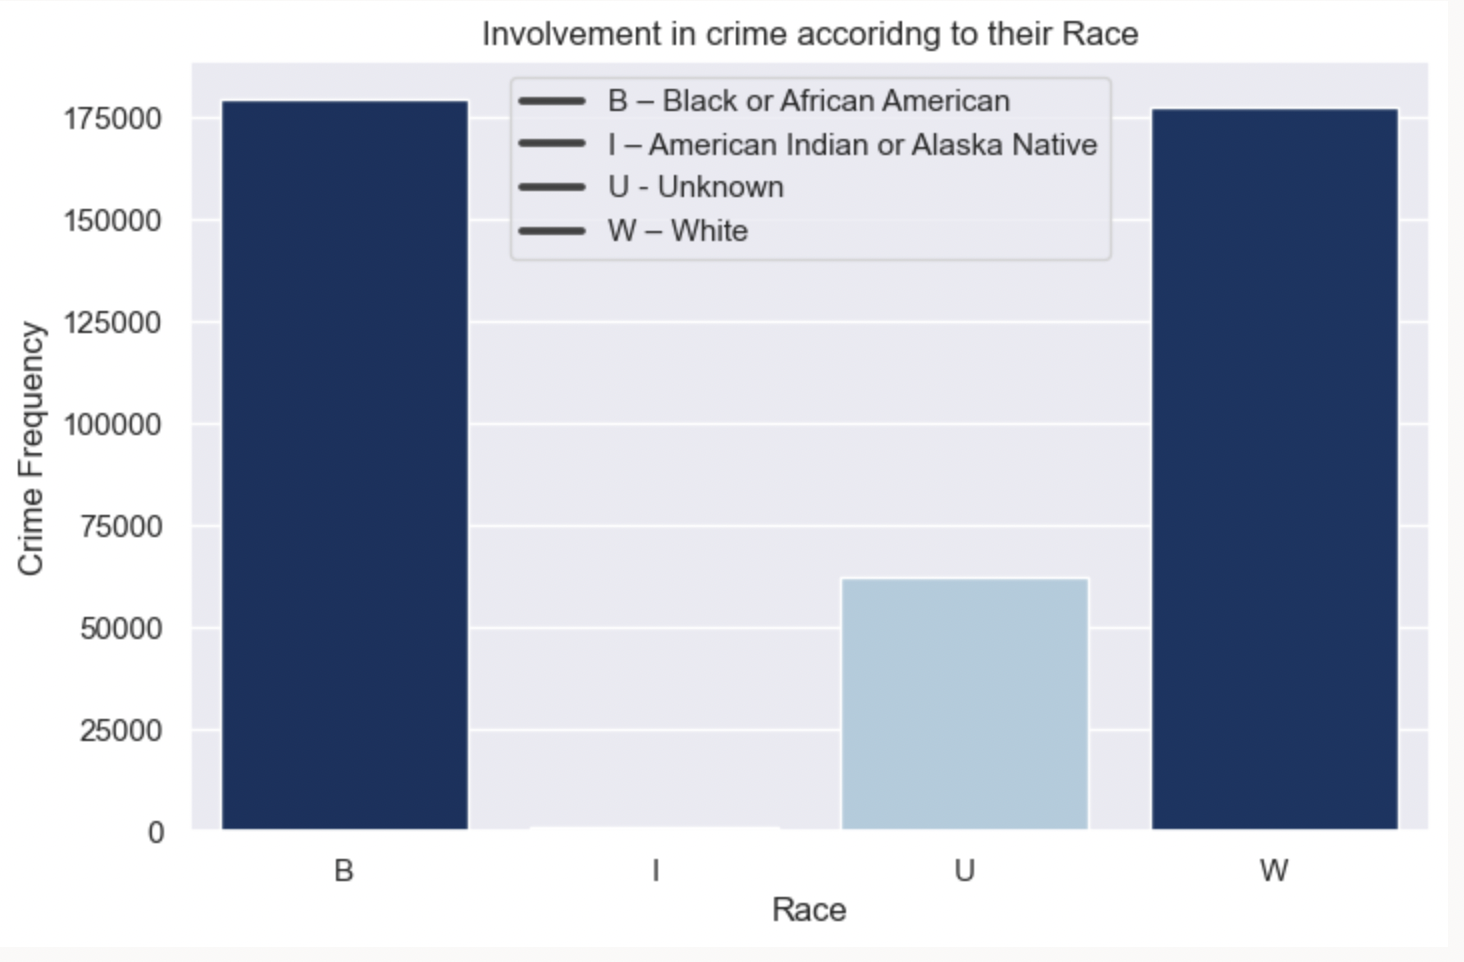 Involvement in crime accoridng to their Race
B – Black or African American
I – American Indian or Alaska Native
U - Unknown
W – White
175000
150000
125000
100000
75000
50000
25000
0
Crime Frequency
B I U W
Race